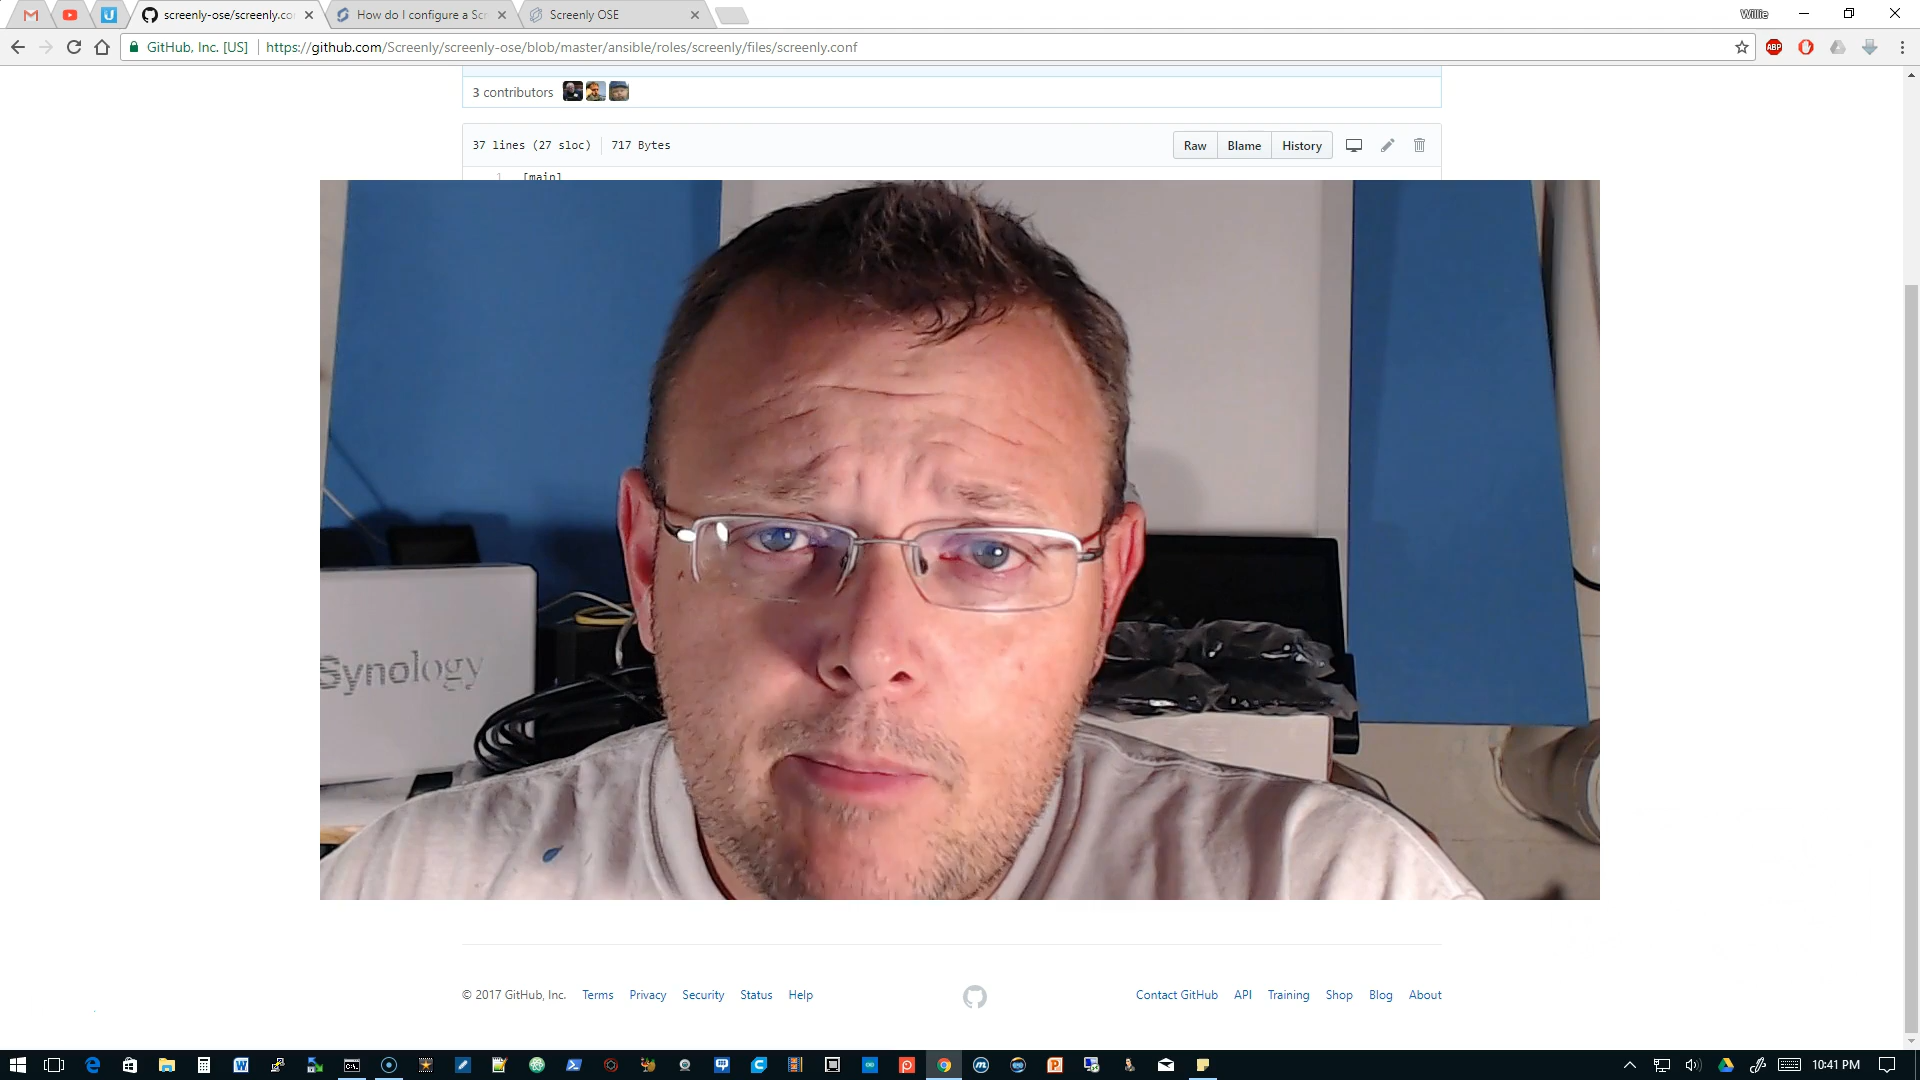 screenly-ose/screenly.co
How do I configure a Scr
Screenly OSE
Willie
GitHub, Inc. [US]
https://github.com/Screenly/screenly-ose/blob/master/ansible/roles/screenly/files/screenly.conf
ABP
3 contributors
37 lines (27 sloc)
717 Bytes
Raw
Blame
History
1 [main]
Synology
© 2017 GitHub, Inc.
Terms
Privacy
Security
Status
Help
Contact GitHub
API
Training
Shop
Blog
About
10:41 PM